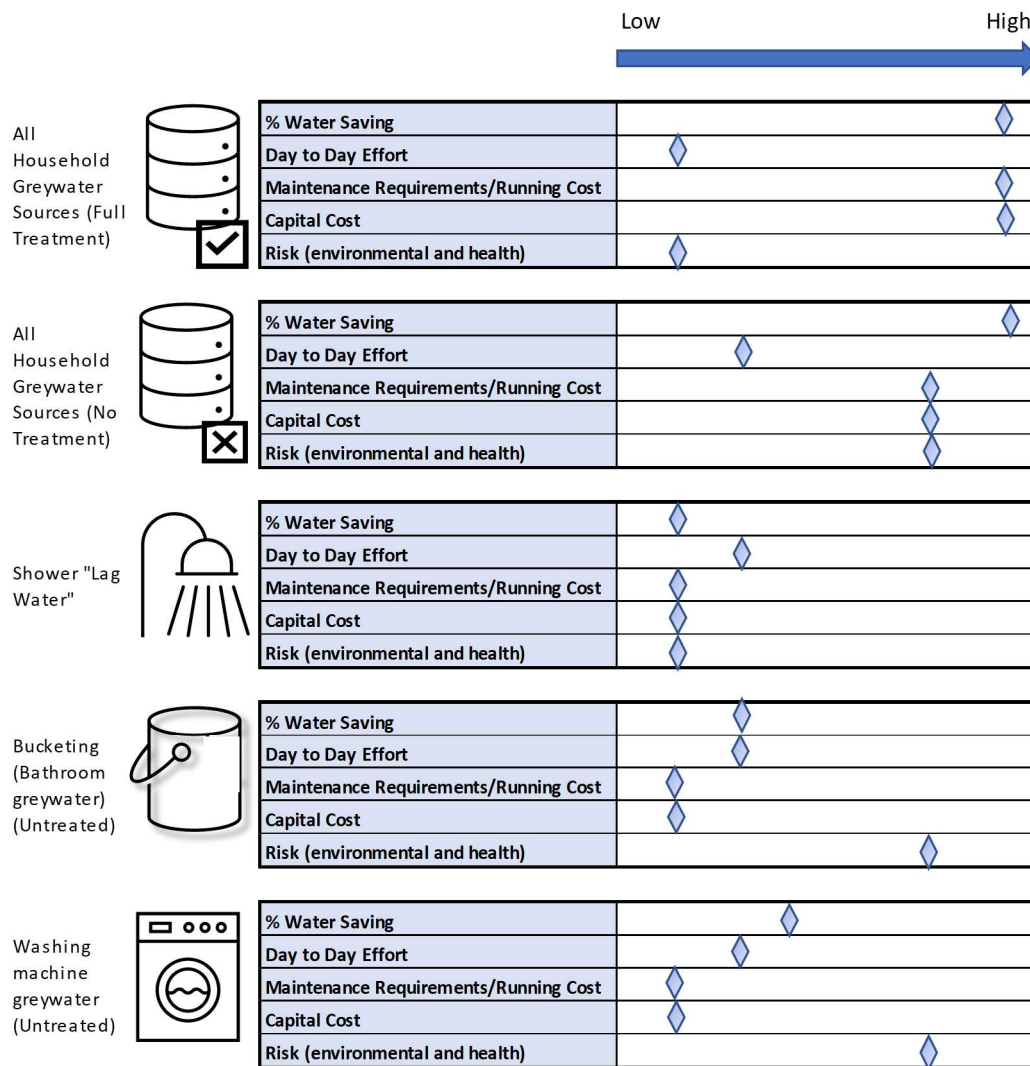 Low High
All
Household
Greywater
Sources (Full
Treatment)
% Water Saving
Day to Day Effort
Maintenance Requirements/Running Cost
Capital Cost
Risk (environmental and health)
All
Household
Greywater
Sources (No
Treatment)
% Water Saving
Day to Day Effort
Maintenance Requirements/Running Cost
Capital Cost
Risk (environmental and health)
Shower "Lag
Water"
% Water Saving
Day to Day Effort
Maintenance Requirements/Running Cost
Capital Cost
Risk (environmental and health)
Bucketing
(Bathroom
greywater)
(Untreated)
% Water Saving
Day to Day Effort
Maintenance Requirements/Running Cost
Capital Cost
Risk (environmental and health)
Washing
machine
greywater
(Untreated)
% Water Saving
Day to Day Effort
Maintenance Requirements/Running Cost
Capital Cost
Risk (environmental and health)